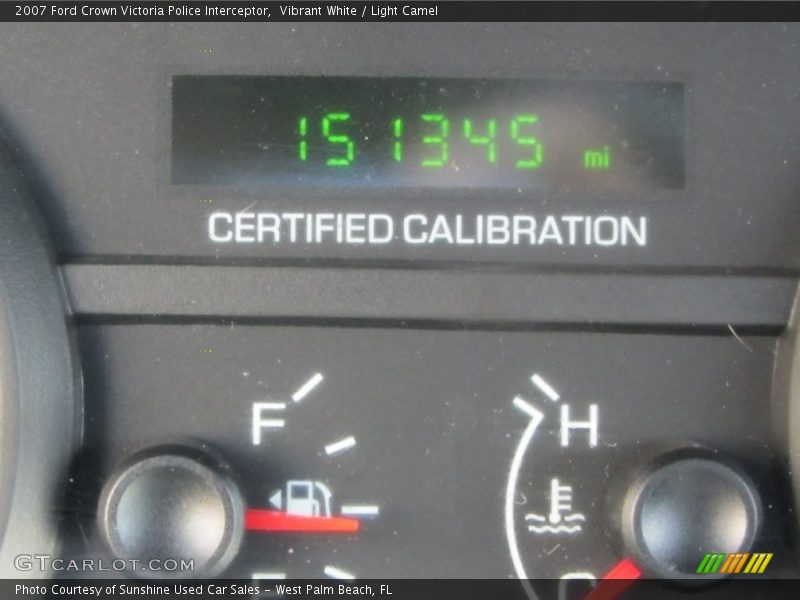 2007 Ford Crown Victoria Police Interceptor,  Vibrant White / Light Camel
151345 mi
CERTIFIED CALIBRATION
F
H
GTCARLOT.COM
Photo Courtesy of Sunshine Used Car Sales - West Palm Beach, FL